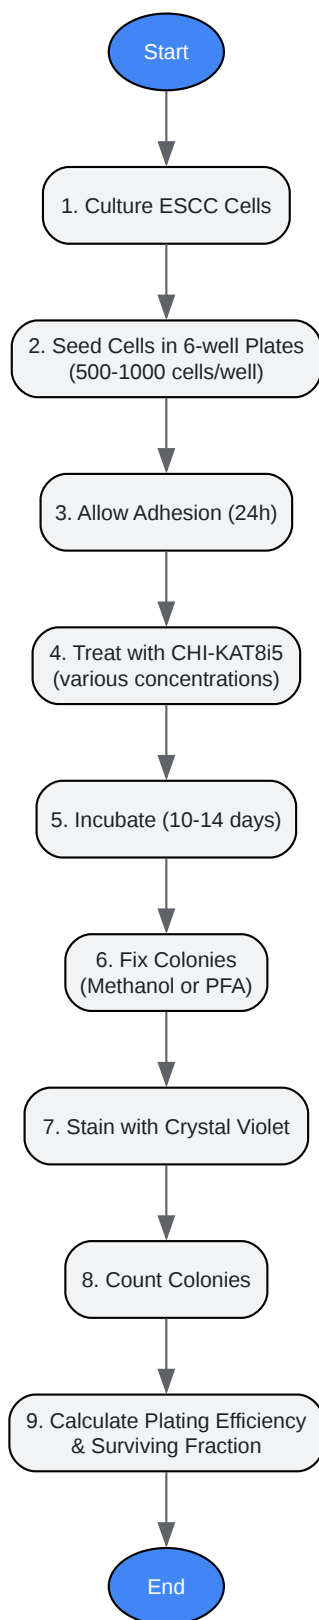 Start
1. Culture ESCC Cells
2. Seed Cells in 6-well Plates
(500-1000 cells/well)
3. Allow Adhesion (24h)
4. Treat with CHI-KAT8i5
(various concentrations)
5. Incubate (10-14 days)
6. Fix Colonies
(Methanol or PFA)
7. Stain with Crystal Violet
8. Count Colonies
9. Calculate Plating Efficiency
& Surviving Fraction
End